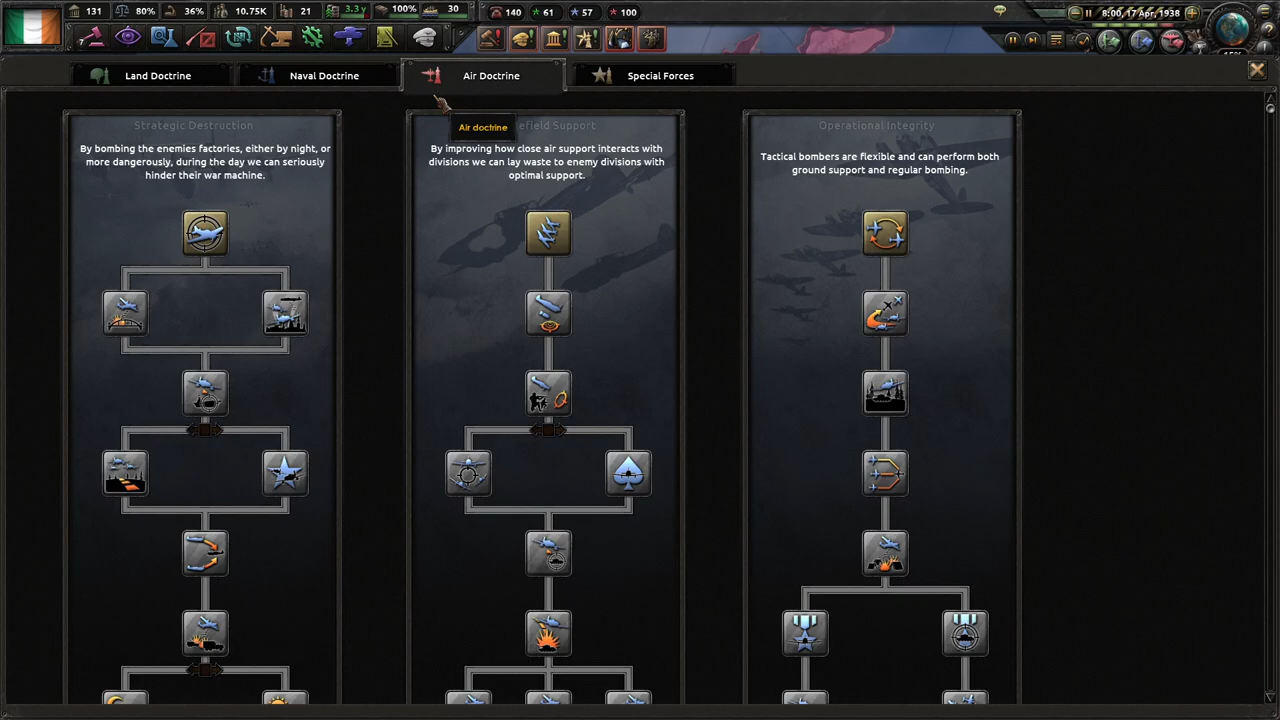 131
80%
36%
10.75K
21
3.3 y
100%
30
140
61
57
100
8:00, 17 Apr, 1938
7
Land Doctrine
Naval Doctrine
Air Doctrine
Special Forces
Strategic Destruction
By bombing the enemies factories, either by night, or
more dangerously, during the day we can seriously
hinder their war machine.
Air doctrine
efield Support
By improving how close air support interacts with
divisions we can lay waste to enemy divisions with
optimal support.
Operational Integrity
Tactical bombers are flexible and can perform both
ground support and regular bombing.